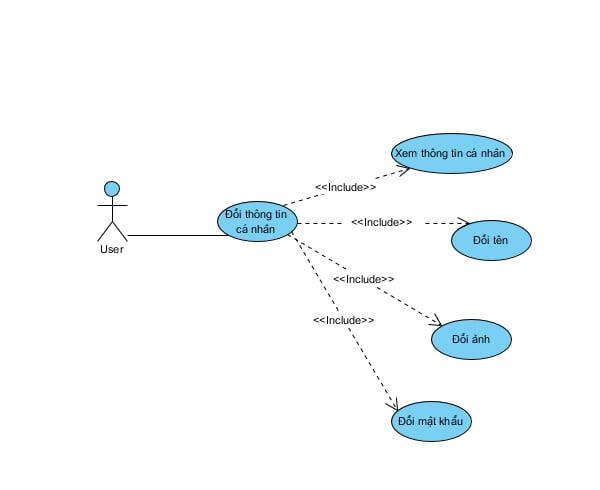 Xem thông tin cá nhân
<<Include>>
Đổi thông tin
cá nhân
<<Include>>
Đổi tên
User
<<Include>>
<<Include>>
Đổi ảnh
Đổi mật khẩu